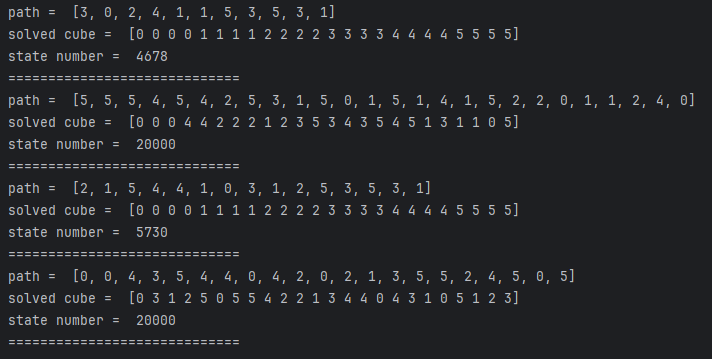 path =  [3, 0, 2, 4, 1, 1, 5, 3, 5, 3, 1]
solved cube =  [0 0 0 0 1 1 1 1 2 2 2 2 3 3 3 3 4 4 4 4 5 5 5 5]
state number =  4678
=============================
path =  [5, 5, 5, 4, 5, 4, 2, 5, 3, 1, 5, 0, 1, 5, 1, 4, 1, 5, 2, 2, 0, 1, 1, 2, 4, 0]
solved cube =  [0 0 0 4 4 2 2 2 1 2 3 5 3 4 3 5 4 5 1 3 1 1 0 5]
state number =  20000
=============================
path =  [2, 1, 5, 4, 4, 1, 0, 3, 1, 2, 5, 3, 5, 3, 1]
solved cube =  [0 0 0 0 1 1 1 1 2 2 2 2 3 3 3 3 4 4 4 4 5 5 5 5]
state number =  5730
=============================
path =  [0, 0, 4, 3, 5, 4, 4, 0, 4, 2, 0, 2, 1, 3, 5, 5, 2, 4, 5, 0, 5]
solved cube =  [0 3 1 2 5 0 5 5 4 2 2 1 3 4 4 0 4 3 1 0 5 1 2 3]
state number =  20000
=============================